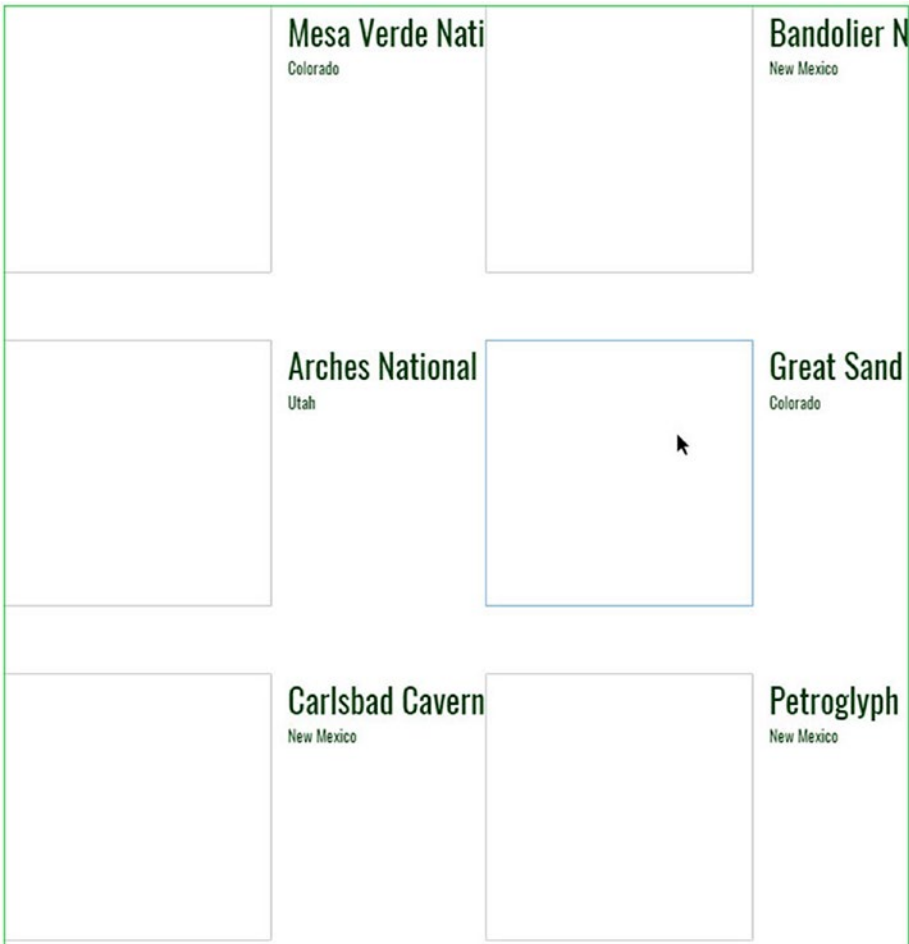 Mesa Verde Nati
Colorado
Bandolier N
New Mexico
Arches National
Utah
Great Sand
Colorado
Carlsbad Cavern
New Mexico
Petroglyph
New Mexico